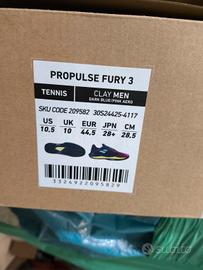 PROPULSE FURY 3
TENNIS
CLAY MEN
DARK BLUE/PINK AERO
SKU CODE 209582 30S24425-4117
US UK EUR JPN CM
10,5 10 44,5 28+ 28,5
3324922095829
subito